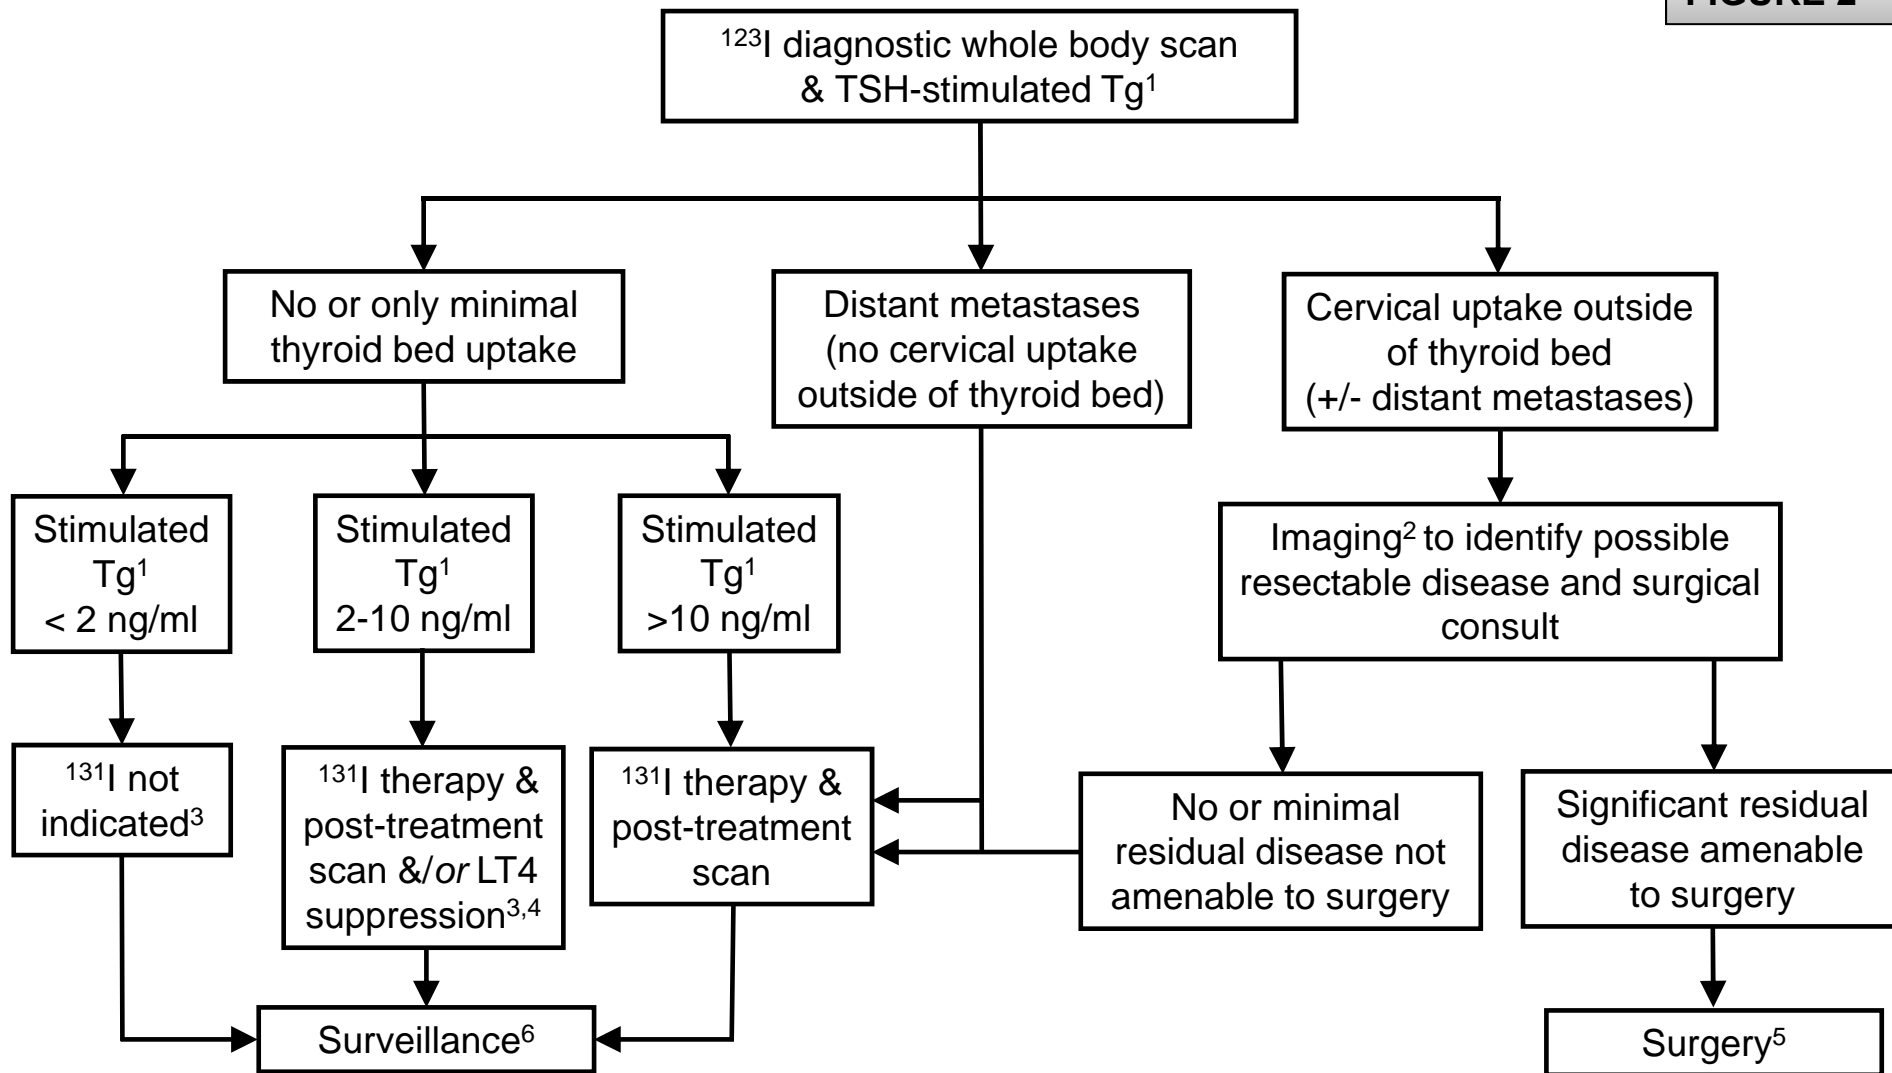 FIGURE 2
¹²³I diagnostic whole body scan
& TSH-stimulated Tg¹
No or only minimal
thyroid bed uptake
Distant metastases
(no cervical uptake
outside of thyroid bed)
Cervical uptake outside
of thyroid bed
(+/- distant metastases)
Stimulated
Tg¹
< 2 ng/ml
Stimulated
Tg¹
2-10 ng/ml
Stimulated
Tg¹
>10 ng/ml
Imaging² to identify possible
resectable disease and surgical
consult
¹³¹I not
indicated³
¹³¹I therapy &
post-treatment
scan &/or LT4
suppression³,⁴
¹³¹I therapy &
post-treatment
scan
No or minimal
residual disease not
amenable to surgery
Significant residual
disease amenable
to surgery
Surveillance⁶
Surgery⁵